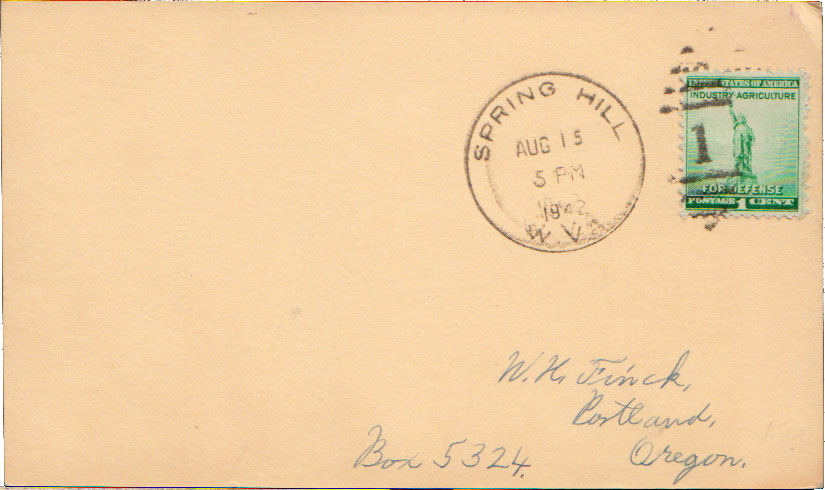 SPRING HILL
AUG 15
5 PM
1942
W.VA
UNITED STATES OF AMERICA
INDUSTRY AGRICULTURE
1
FOR DEFENSE
POSTAGE 1 CENT
W. H. Finck,
Portland,
Box 5324. Oregon.